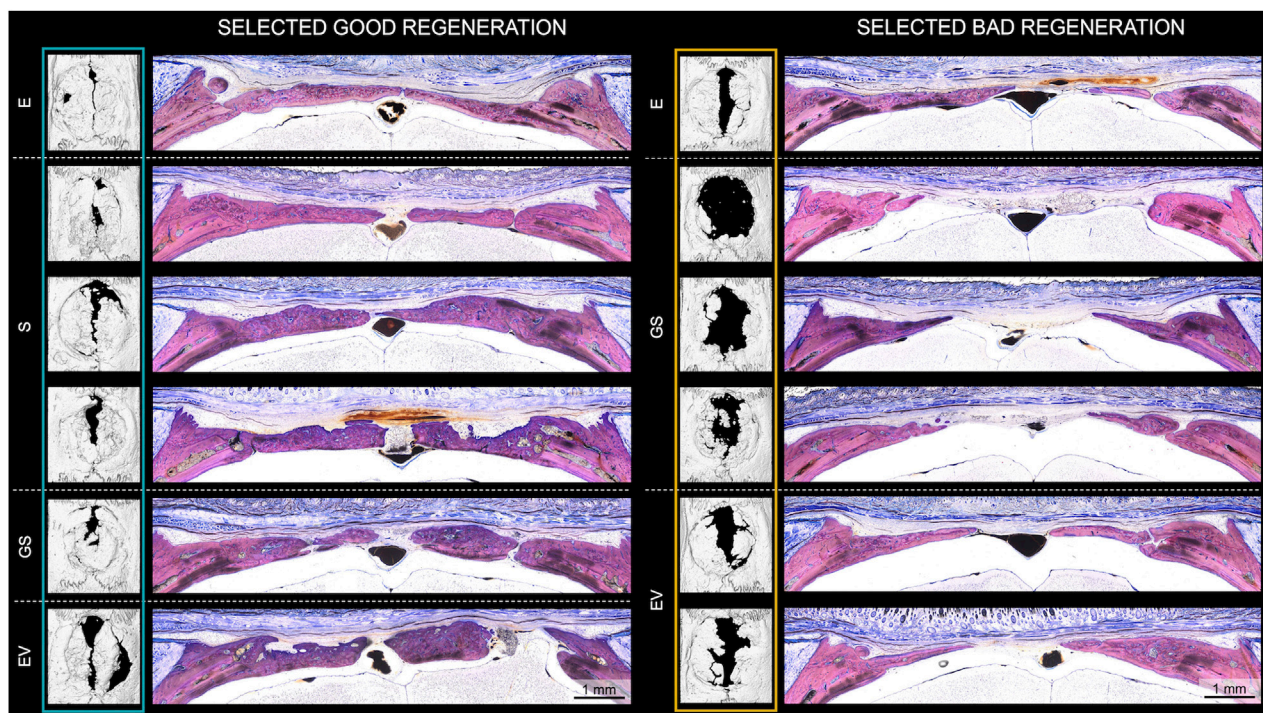 SELECTED GOOD REGENERATION
E
S
GS
EV
1 mm
SELECTED BAD REGENERATION
E
GS
EV
1 mm